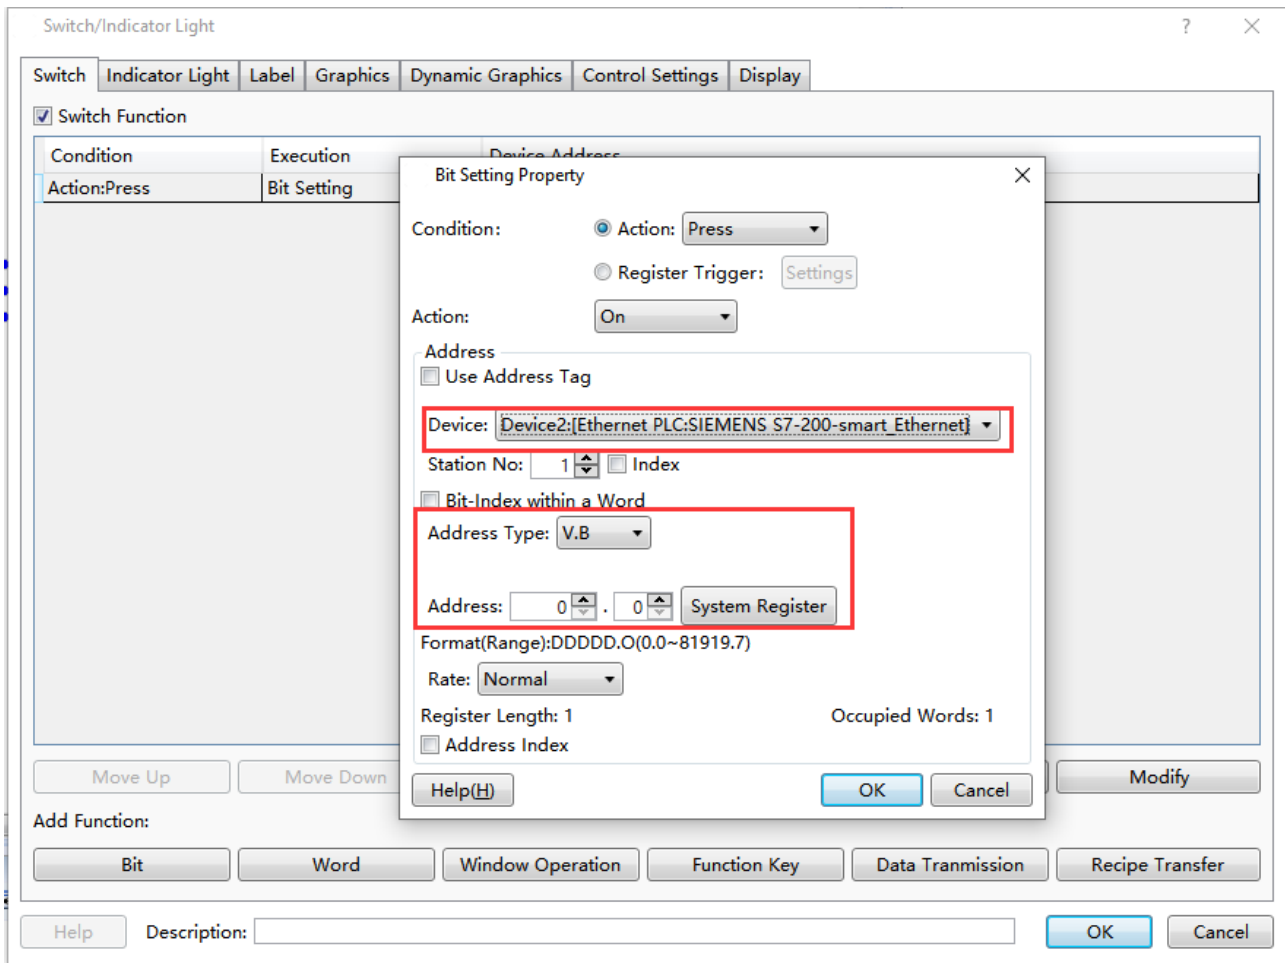 Switch/Indicator Light ?
Switch Indicator Light Label Graphics Dynamic Graphics Control Settings Display
Switch Function
Condition Execution Device Address
Action:Press Bit Setting
Bit Setting Property
Condition: Action: Press
Register Trigger: Settings
Action: On
Address
Use Address Tag
Device: Device2:[Ethernet PLC:SIEMENS S7-200-smart_Ethernet]
Station No: 1 Index
Bit-Index within a Word
Address Type: V.B
Address: 0 . 0 System Register
Format(Range):DDDDD.O(0.0~81919.7)
Rate: Normal
Register Length: 1 Occupied Words: 1
Address Index
Help(H) OK Cancel
Move Up Move Down Modify
Add Function:
Bit Word Window Operation Function Key Data Tranmission Recipe Transfer
Help Description: OK Cancel